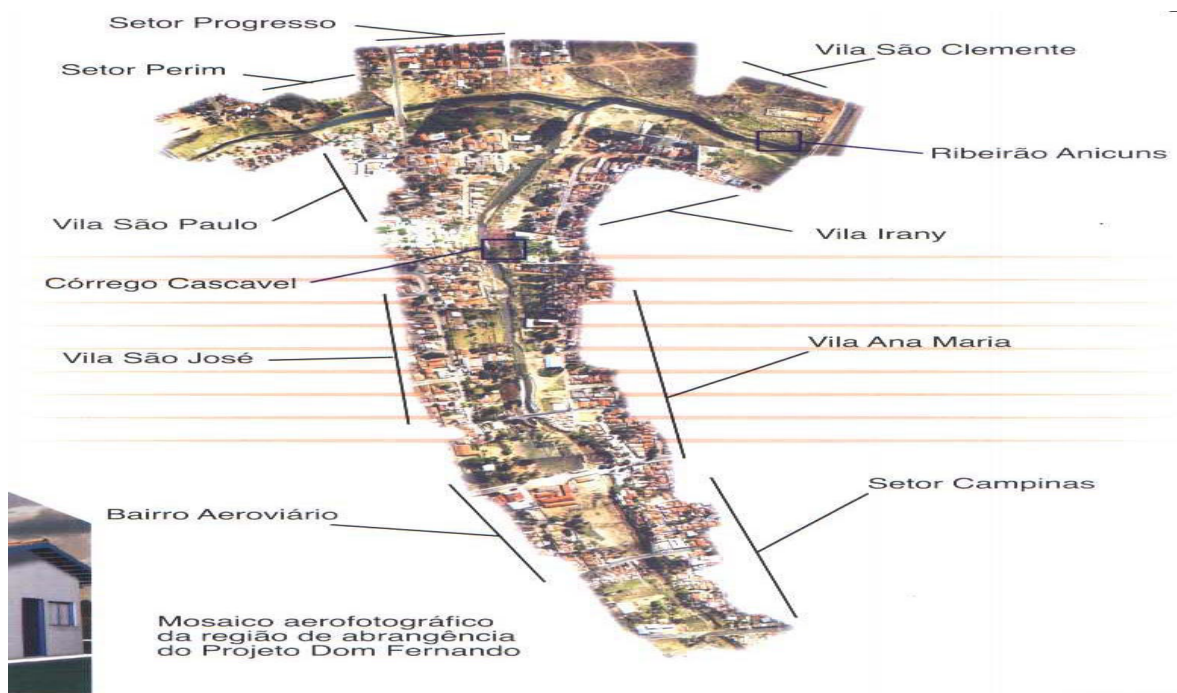 Setor Progresso
Vila São Clemente
Setor Perim
Ribeirão Anicuns
Vila São Paulo
Vila Irany
Córrego Cascavel
Vila Ana Maria
Vila São José
Setor Campinas
Bairro Aeroviário
Mosaico aerofotográfico
da região de abrangência
do Projeto Dom Fernando